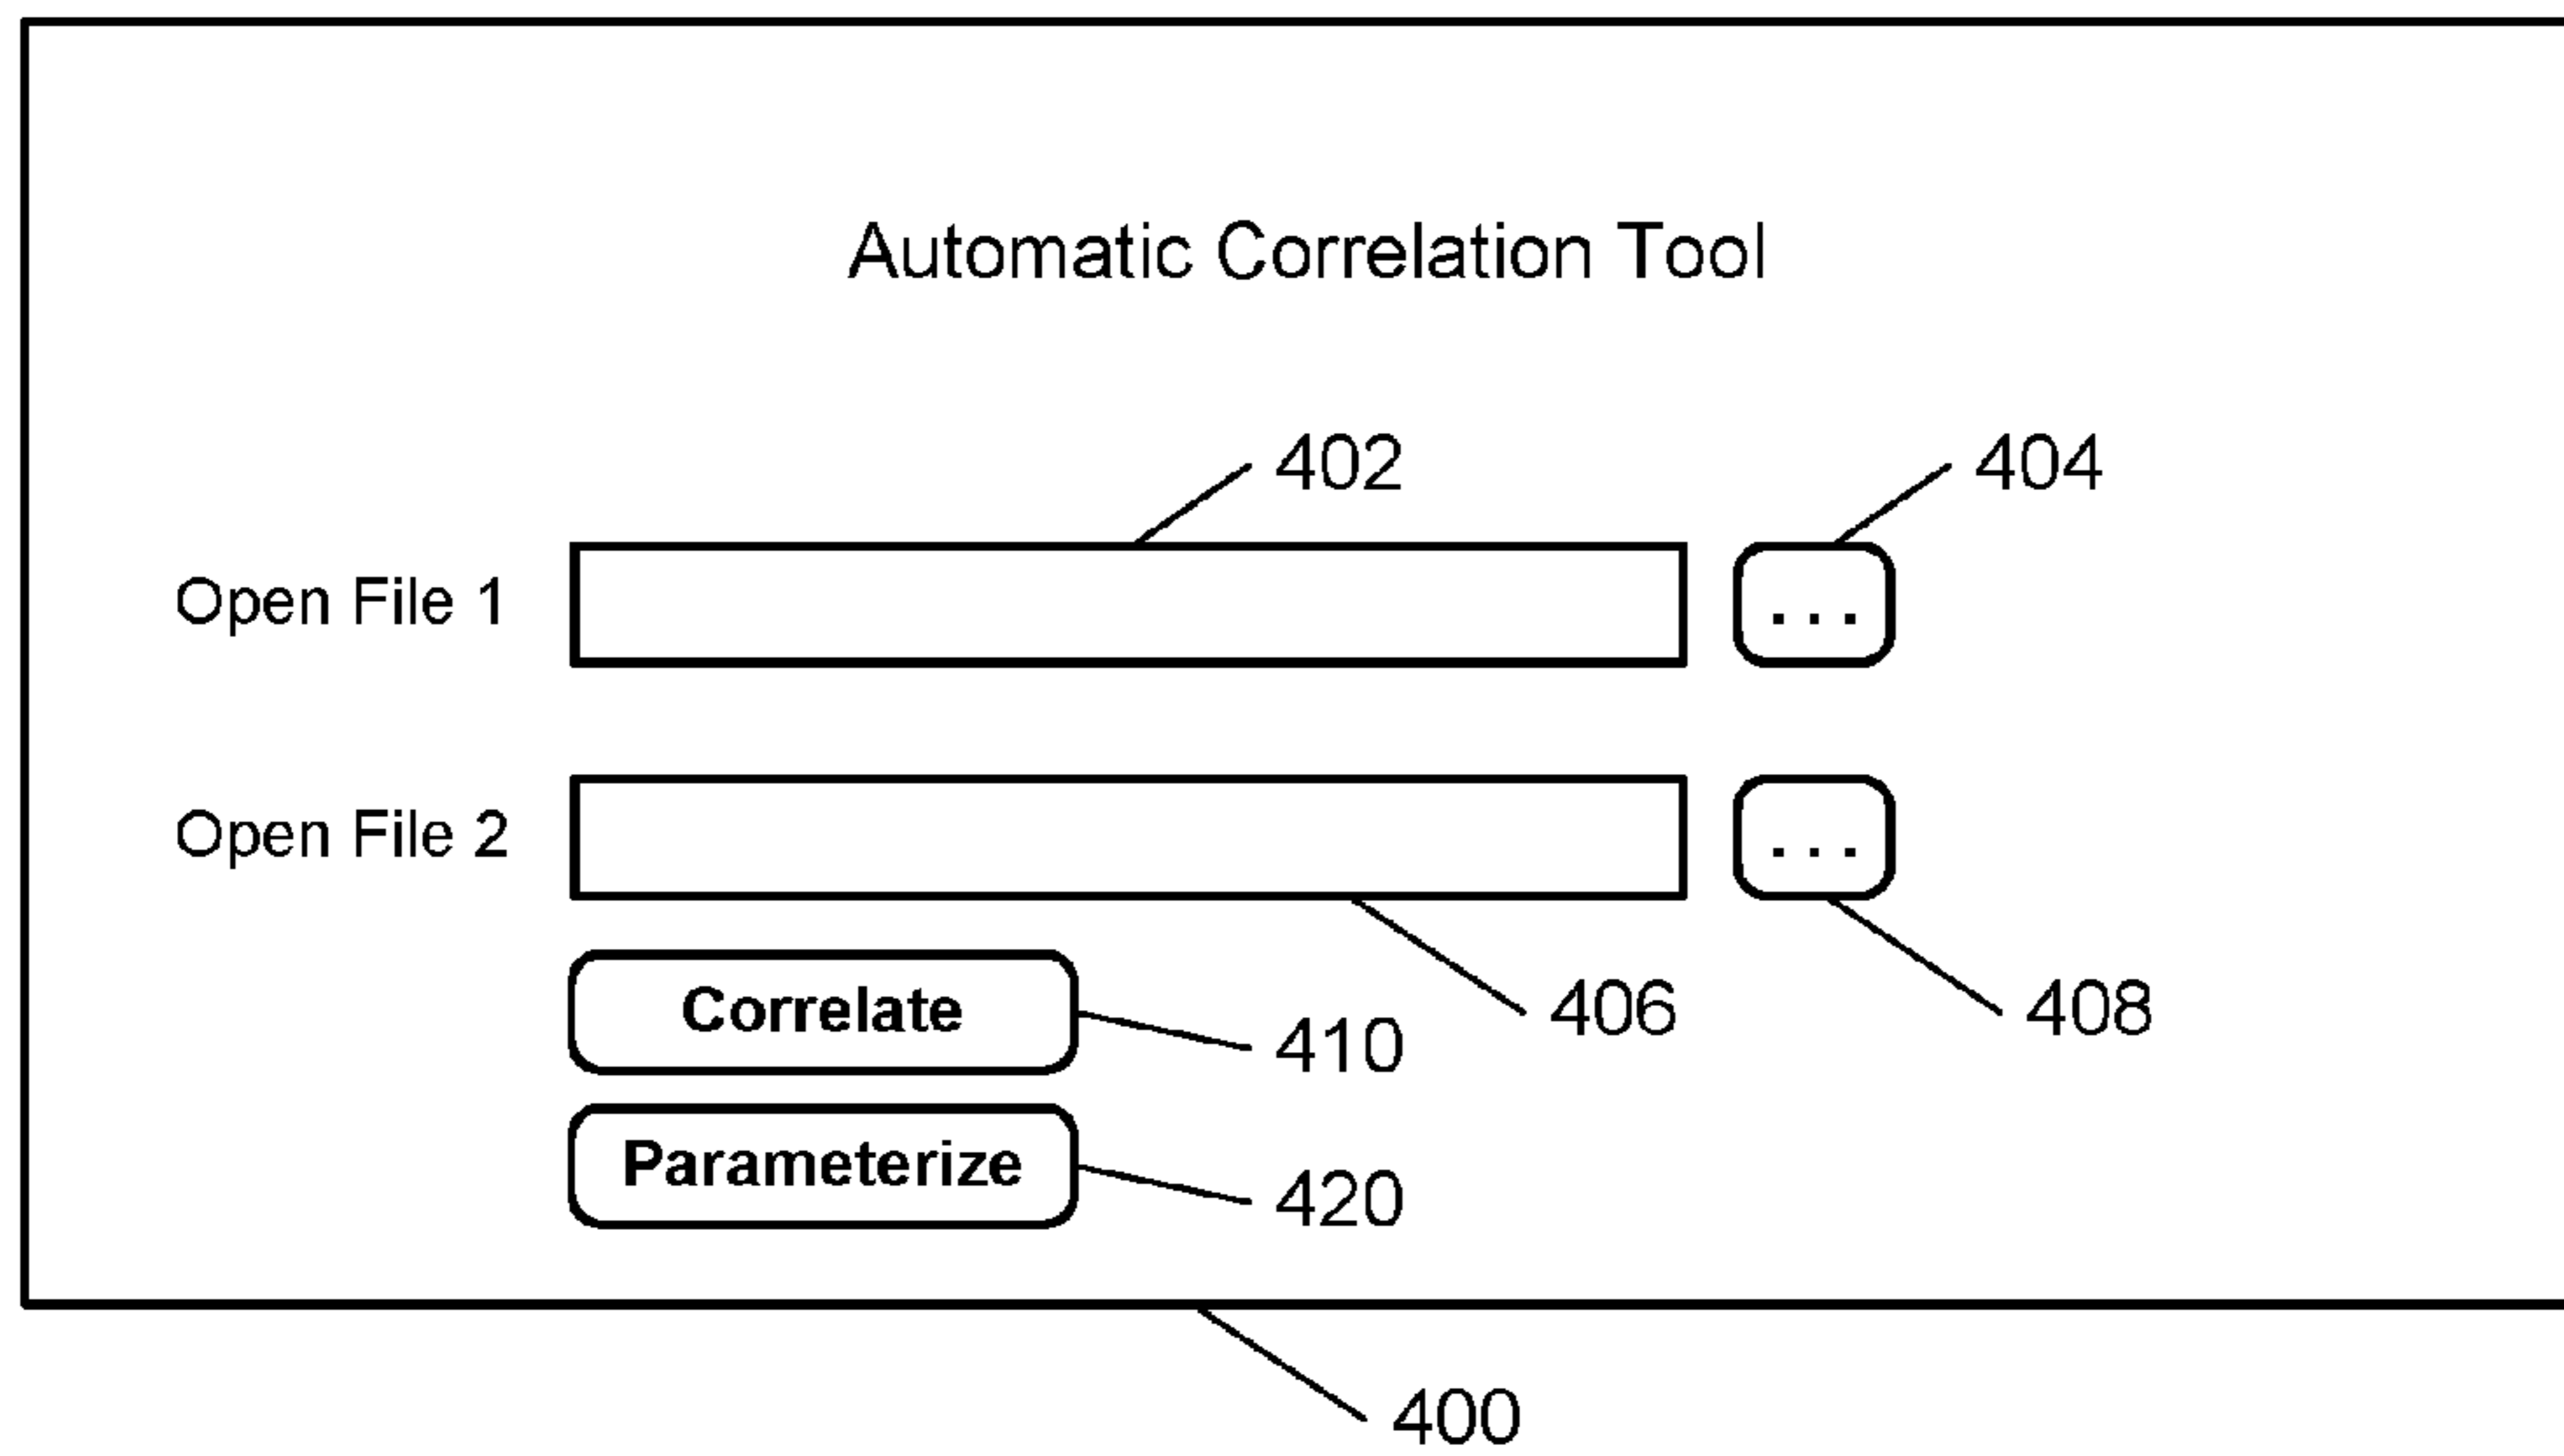 Automatic Correlation Tool
402 404
Open File 1 ...
Open File 2 ...
406 408
Correlate
410
Parameterize
420
400